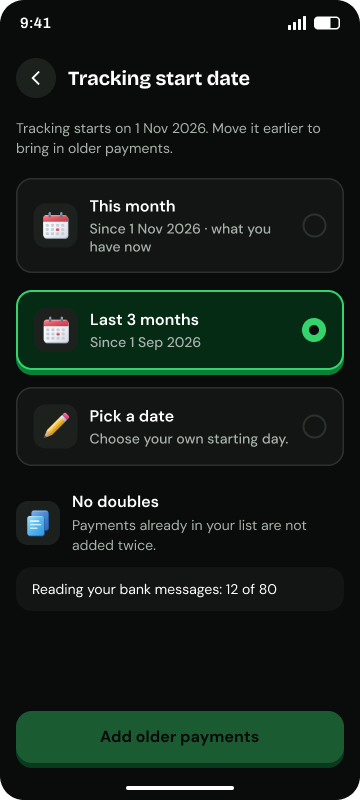 9:41
Tracking start date
Tracking starts on 1 Nov 2026. Move it earlier to
bring in older payments.
This month
Since 1 Nov 2026 · what you
have now
Last 3 months
Since 1 Sep 2026
Pick a date
Choose your own starting day.
No doubles
Payments already in your list are not
added twice.
Reading your bank messages: 12 of 80
Add older payments